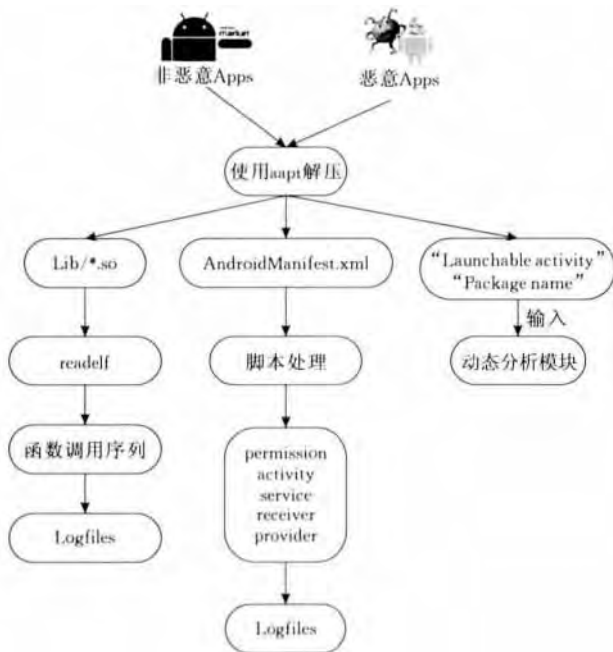 market
非恶意Apps
恶意Apps
使用aapt解压
Lib/*.so
AndroidManifest.xml
“Launchable activity”
“Package name”
输入
readelf
脚本处理
动态分析模块
函数调用序列
permission
activity
service
receiver
provider
Logfiles
Logfiles